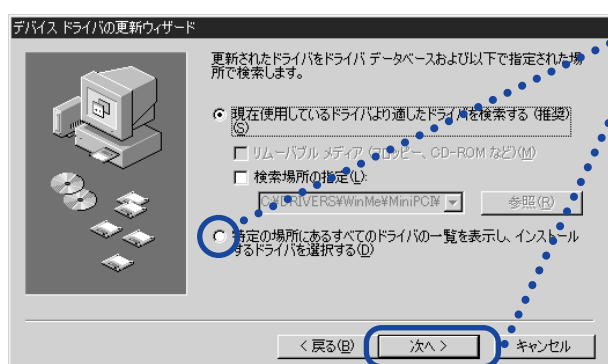 デバイス ドライバの更新ウィザード
更新されたドライバをドライバ データベースおよび以下で指定された場
所で検索します。
現在使用しているドライバより適したドライバを検索する (推奨)
(S)
リムーバブル メディア (フロッピー、CD-ROM など)(M)
検索場所の指定(L):
C:¥DRIVERS¥WinMe¥MiniPCI¥
参照(R)
特定の場所にあるすべてのドライバの一覧を表示し、インストール
するドライバを選択する(D)
< 戻る(B)
次へ >
キャンセル